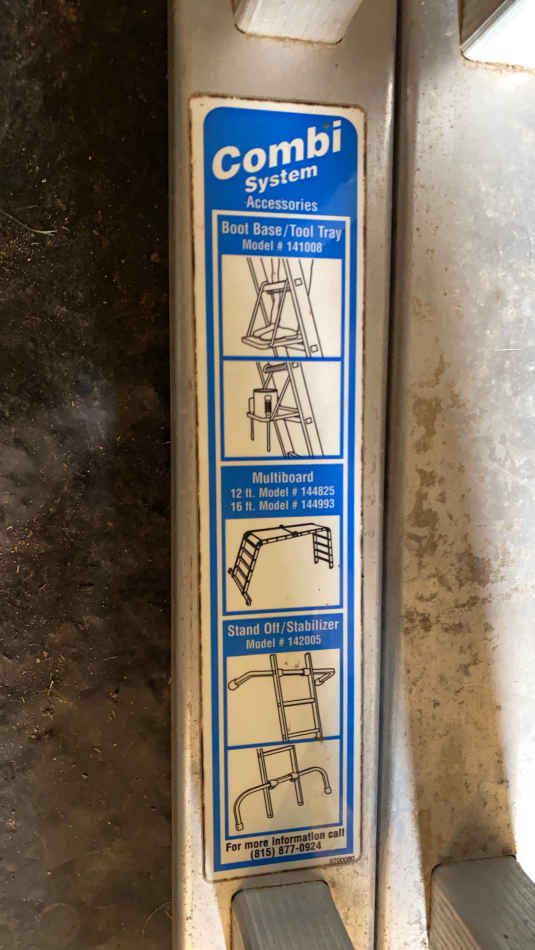 Combi
System
Accessories
Boot Base/Tool Tray
Model # 141008
Multiboard
12 ft. Model # 144825
16 ft. Model # 144993
Stand Off/Stabilizer
Model # 142005
For more information call
(815) 877-0924